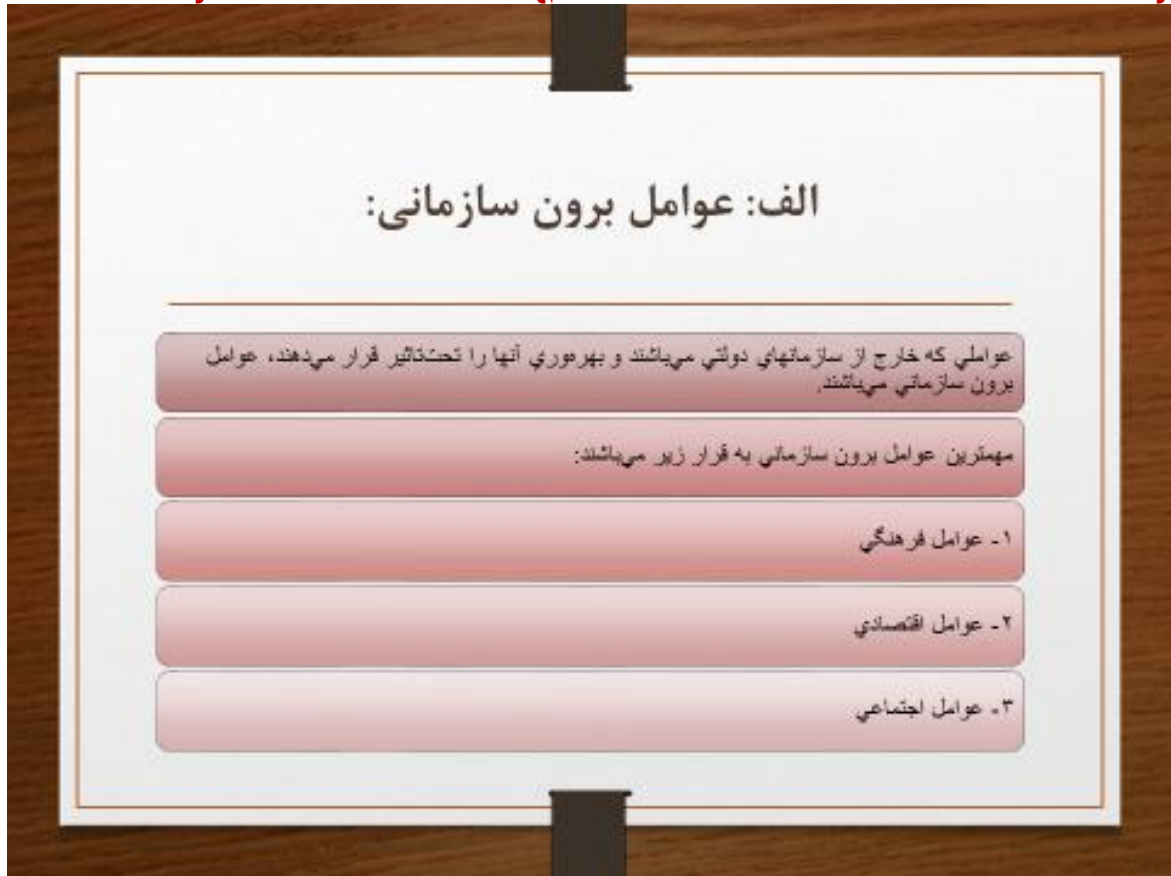 الف: عوامل برون سازمانی:
عواملي كه خارج از سازمانهاي دولتي مي‌باشند و بهره‌وري آنها را تحت‌تاثير قرار مي‌دهند، عوامل
برون سازماني مي‌باشند.
مهمترين عوامل برون سازماني به قرار زير مي‌باشند:
۱- عوامل فرهنگي
۲- عوامل اقتصادي
۳- عوامل اجتماعي